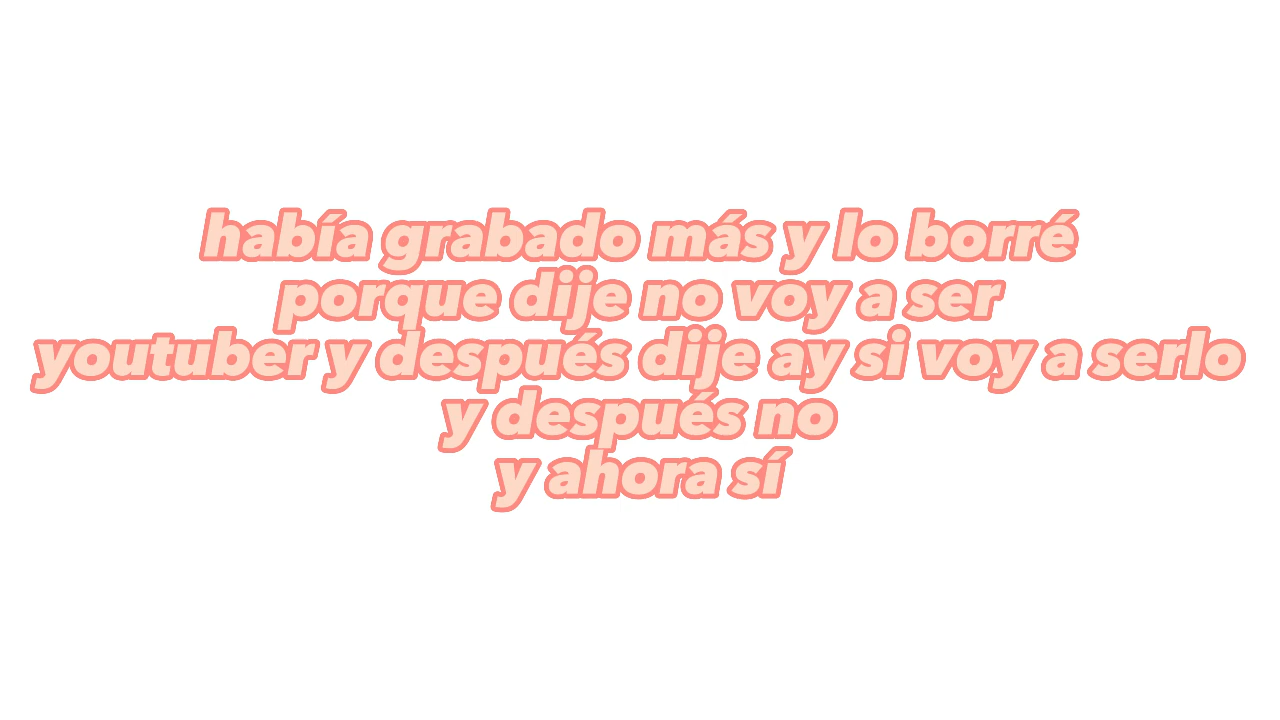 había grabado más y lo borré
porque dije no voy a ser
youtuber y después dije ay si voy a serlo
y después no
y ahora sí